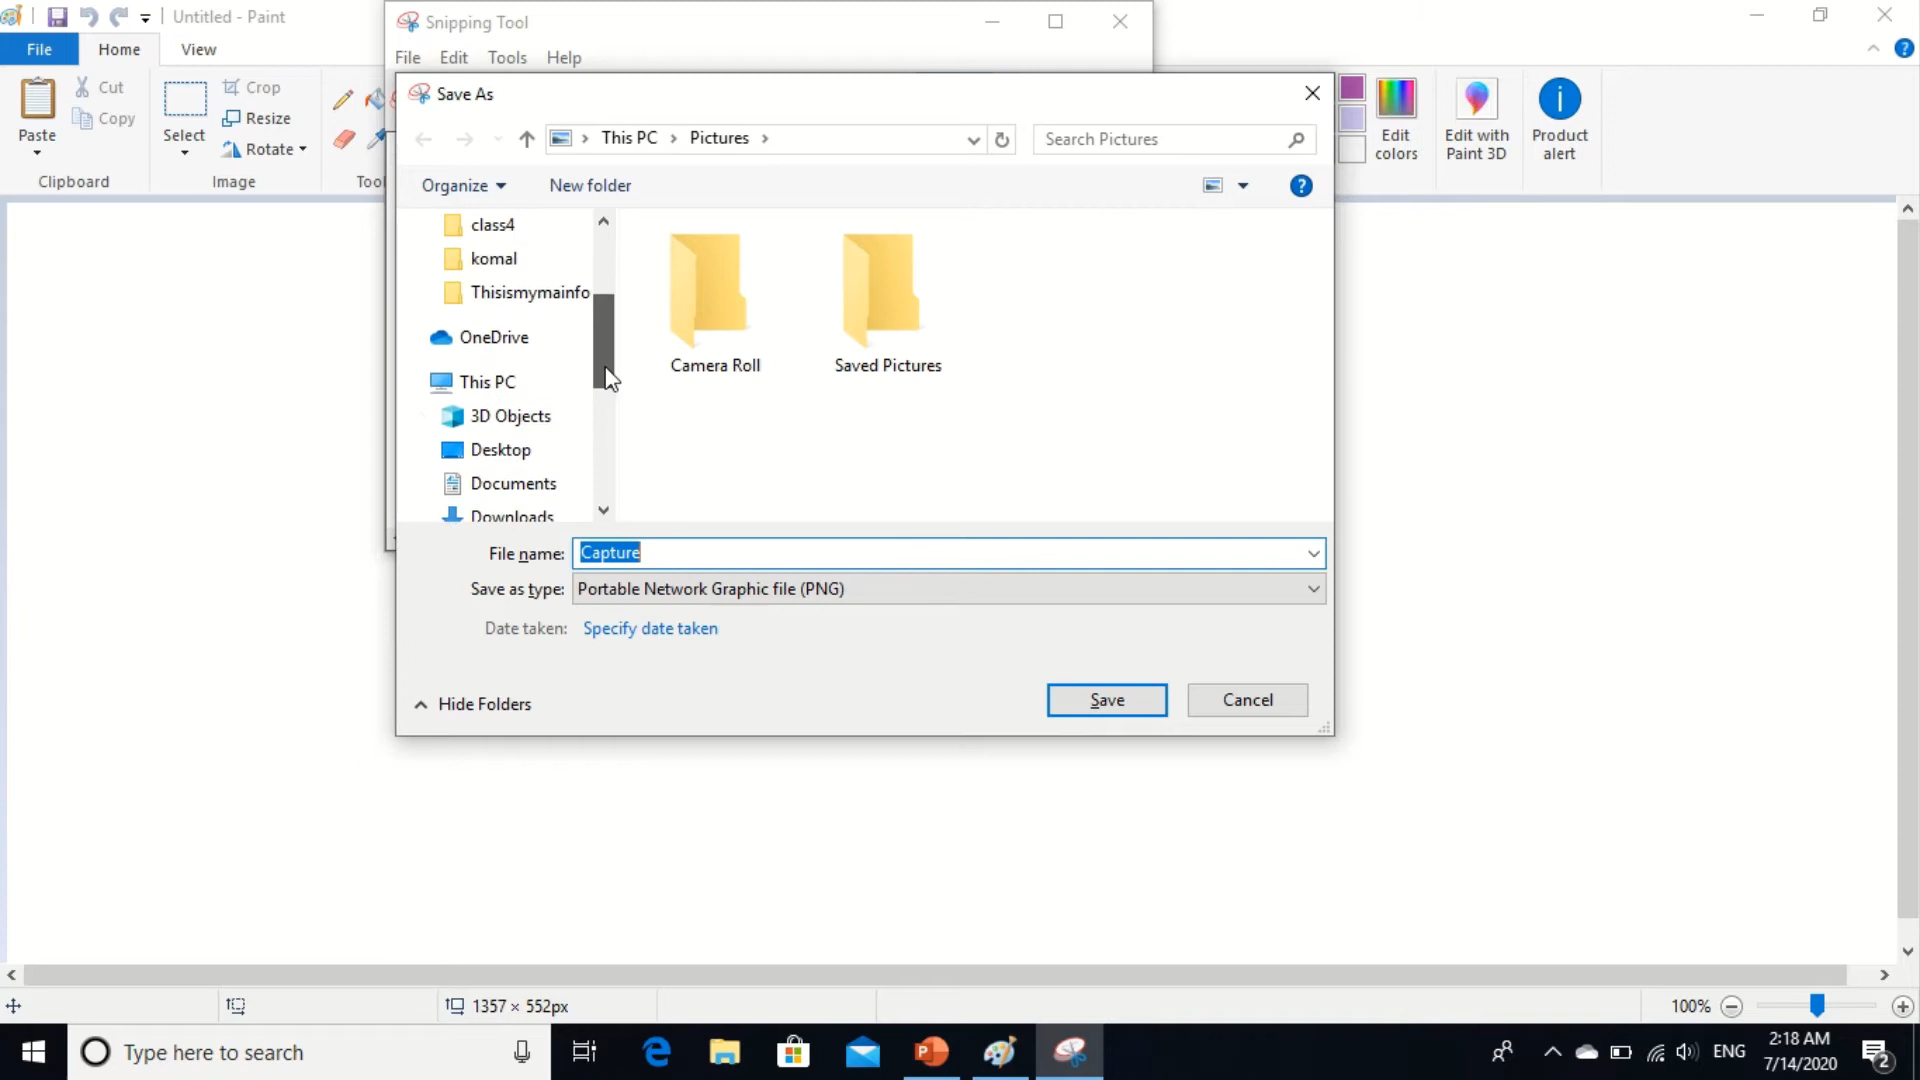 Untitled - Paint
File
Home
View
Paste
Cut
Copy
Clipboard
Select
Crop
Resize
Rotate
Image
Snipping Tool
File Edit Tools Help
Save As
This PC > Pictures >
Search Pictures
Organize
New folder
class4
komal
Thisismymainfo
OneDrive
This PC
3D Objects
Desktop
Documents
Downloads
Camera Roll
Saved Pictures
File name: Capture
Save as type: Portable Network Graphic file (PNG)
Date taken: Specify date taken
Hide Folders
Save
Cancel
Edit colors
Edit with Paint 3D
Product alert
1357 × 552px
100%
Type here to search
ENG
2:18 AM
7/14/2020
2